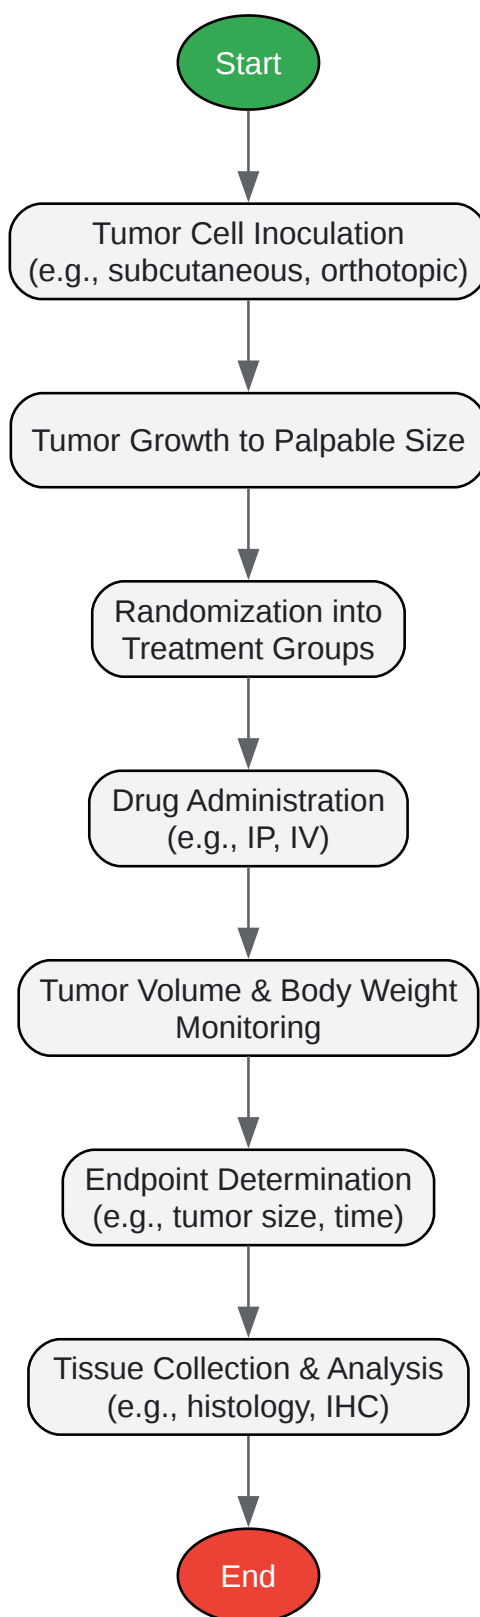 Start
Tumor Cell Inoculation
(e.g., subcutaneous, orthotopic)
Tumor Growth to Palpable Size
Randomization into
Treatment Groups
Drug Administration
(e.g., IP, IV)
Tumor Volume & Body Weight
Monitoring
Endpoint Determination
(e.g., tumor size, time)
Tissue Collection & Analysis
(e.g., histology, IHC)
End